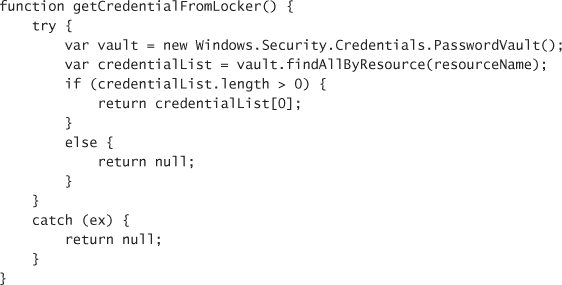 function getCredentialFromLocker() {
    try {
        var vault = new Windows.Security.Credentials.PasswordVault();
        var credentialList = vault.findAllByResource(resourceName);
        if (credentialList.length > 0) {
            return credentialList[0];
        }
        else {
            return null;
        }
    }
    catch (ex) {
        return null;
    }
}